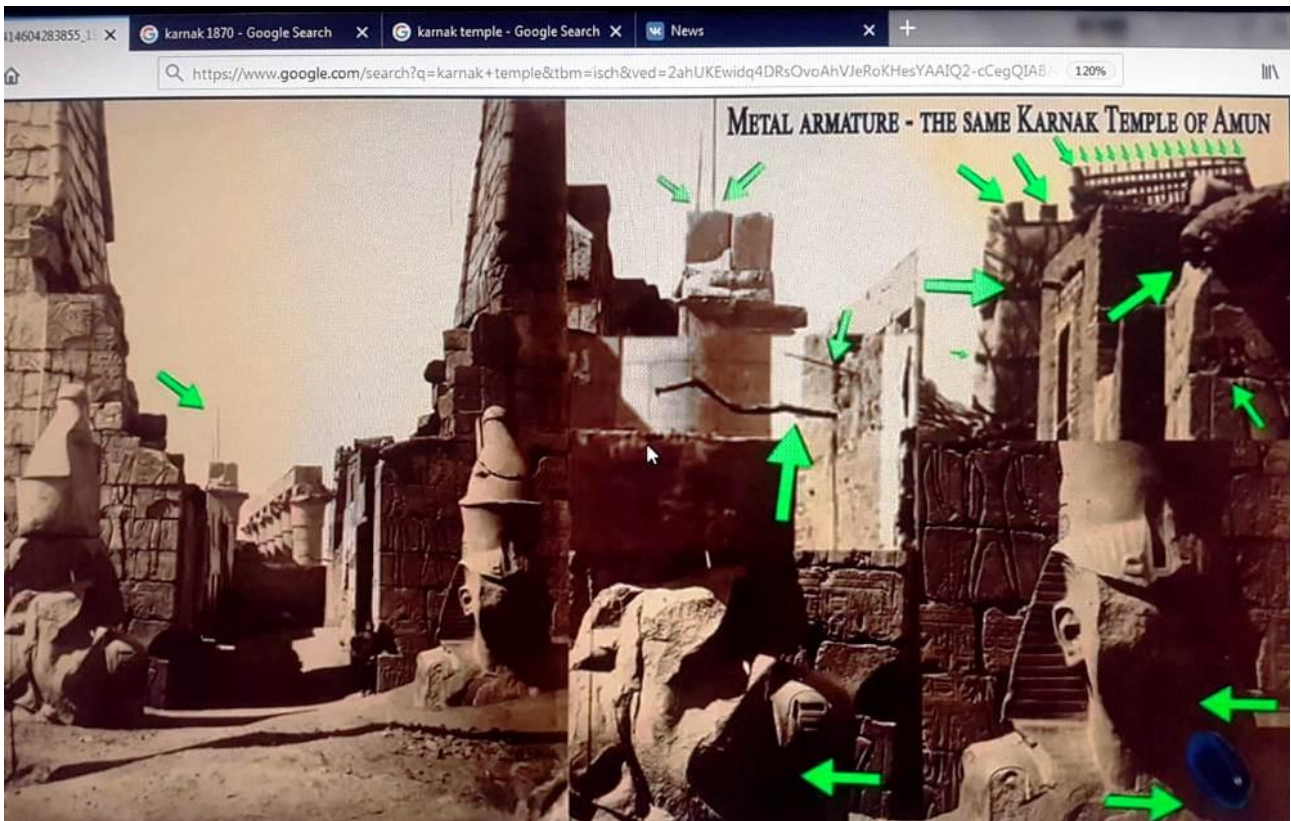 karnak 1870 - Google Search
karnak temple - Google Search
News
https://www.google.com/search?q=karnak+temple&tbm=isch&ved=2ahUKEwidq4DRsOvoAhVJeRoKHesYAAIQ2-cCegQIABA
120%
METAL ARMATURE - THE SAME KARNAK TEMPLE OF AMUN